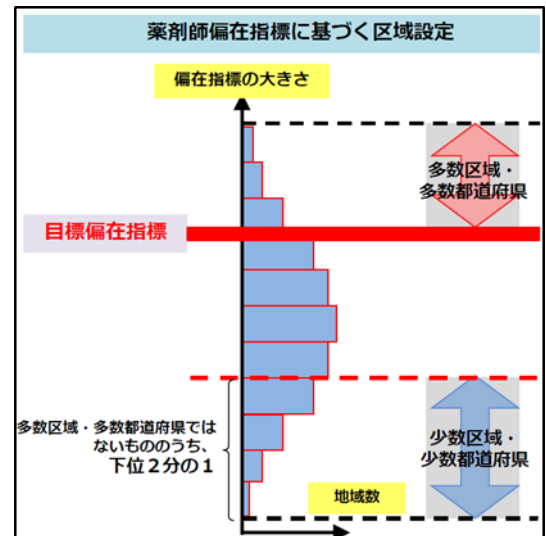 薬剤師偏在指標に基づく区域設定
偏在指標の大きさ
多数区域・
多数都道府県
目標偏在指標
多数区域・多数都道府県では
ないもののうち、
下位２分の１
少数区域・
少数都道府県
地域数